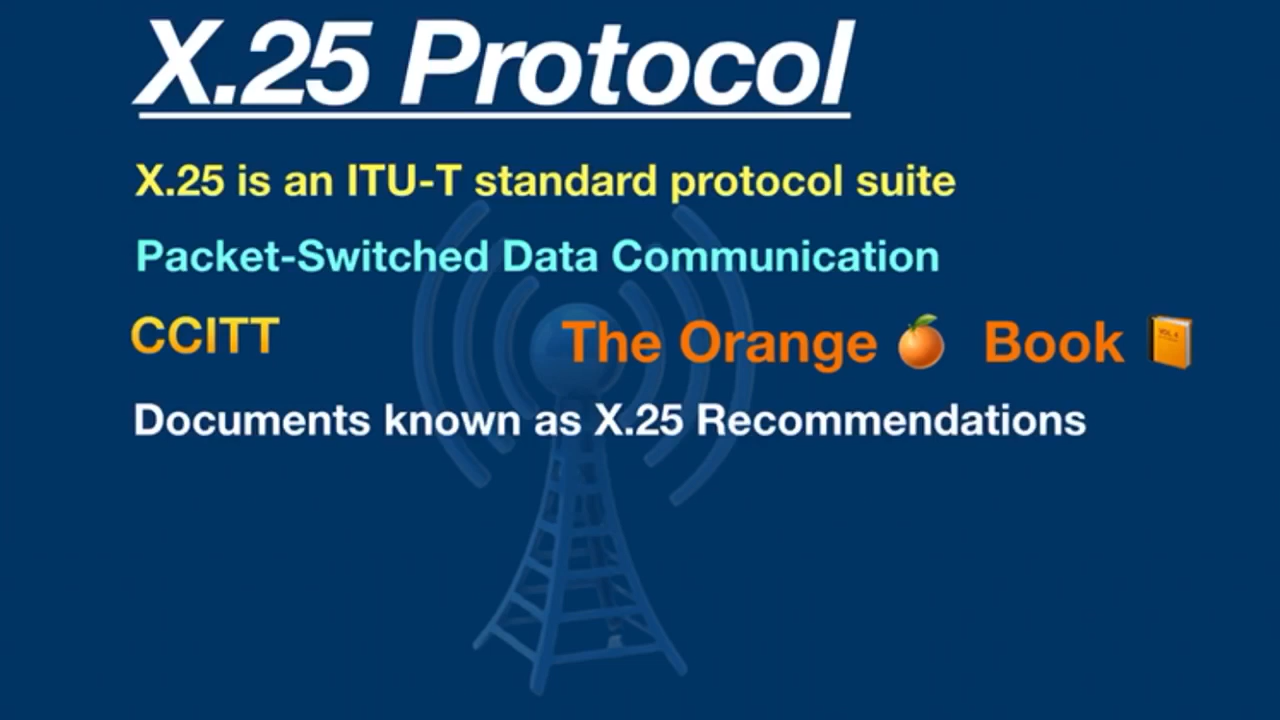 X.25 Protocol
X.25 is an ITU-T standard protocol suite
Packet-Switched Data Communication
CCITT The Orange 🍊 Book 📙
Documents known as X.25 Recommendations